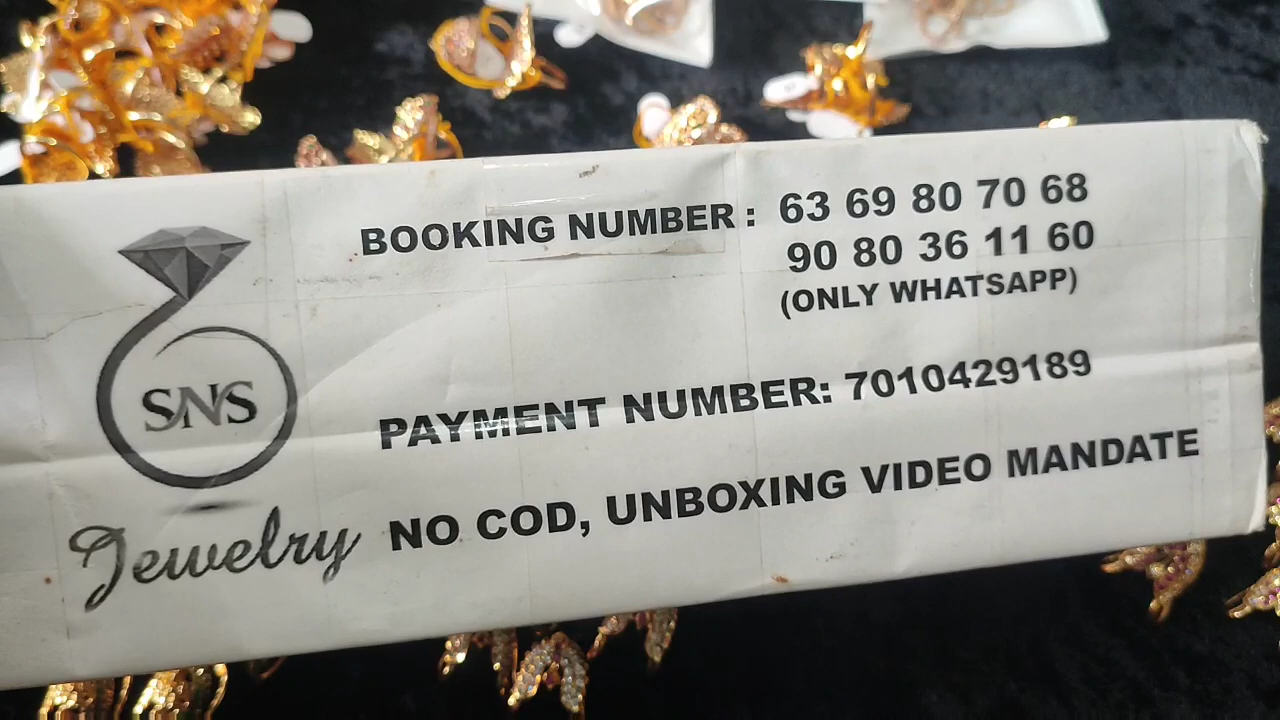 BOOKING NUMBER : 63 69 80 70 68
90 80 36 11 60
(ONLY WHATSAPP)
PAYMENT NUMBER: 7010429189
NO COD, UNBOXING VIDEO MANDATE
SNS
Jewelry